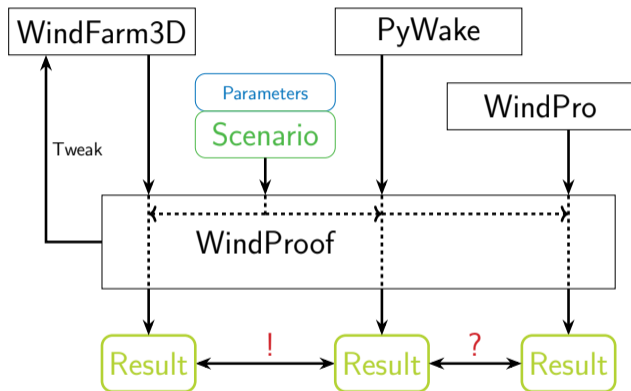 WindFarm3D
PyWake
Parameters
Scenario
WindPro
Tweak
WindProof
! ?
Result Result Result